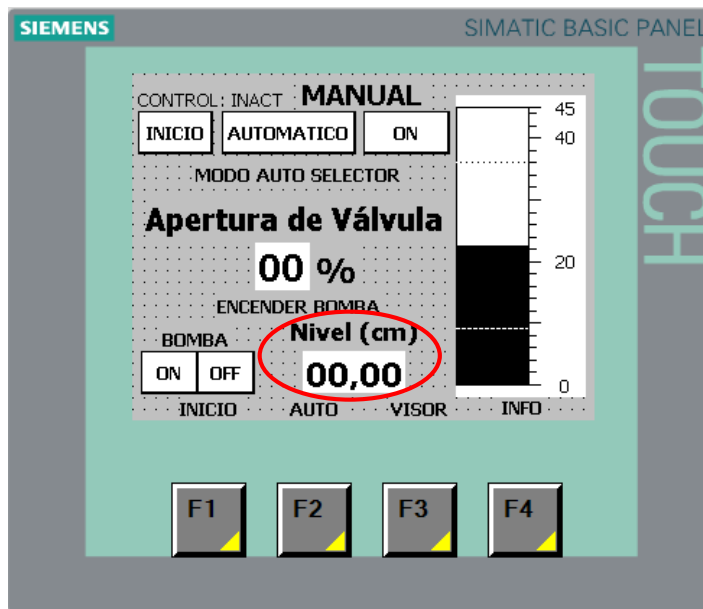 SIEMENS
SIMATIC BASIC PANEL
TOUCH
CONTROL: INACT MANUAL
INICIO AUTOMATICO ON
MODO AUTO SELECTOR
Apertura de Válvula
00 %
ENCENDER BOMBA
BOMBA
Nivel (cm)
ON OFF
00,00
45
40
20
0
INICIO AUTO VISOR INFO
F1 F2 F3 F4